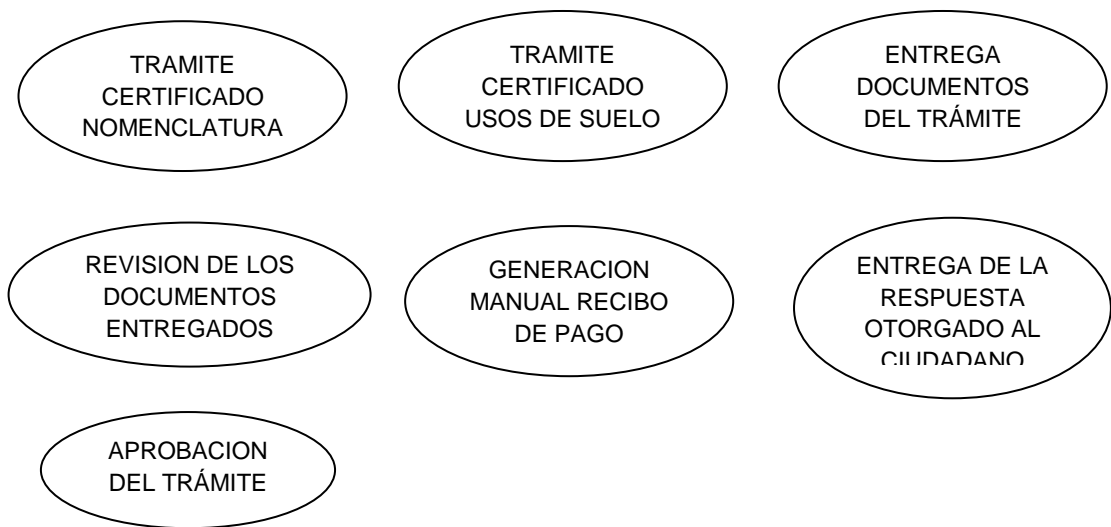 TRAMITE
CERTIFICADO
NOMENCLATURA
TRAMITE
CERTIFICADO
USOS DE SUELO
ENTREGA
DOCUMENTOS
DEL TRÁMITE
REVISION DE LOS
DOCUMENTOS
ENTREGADOS
GENERACION
MANUAL RECIBO
DE PAGO
ENTREGA DE LA
RESPUESTA
OTORGADO AL
CIUDADANO
APROBACION
DEL TRÁMITE